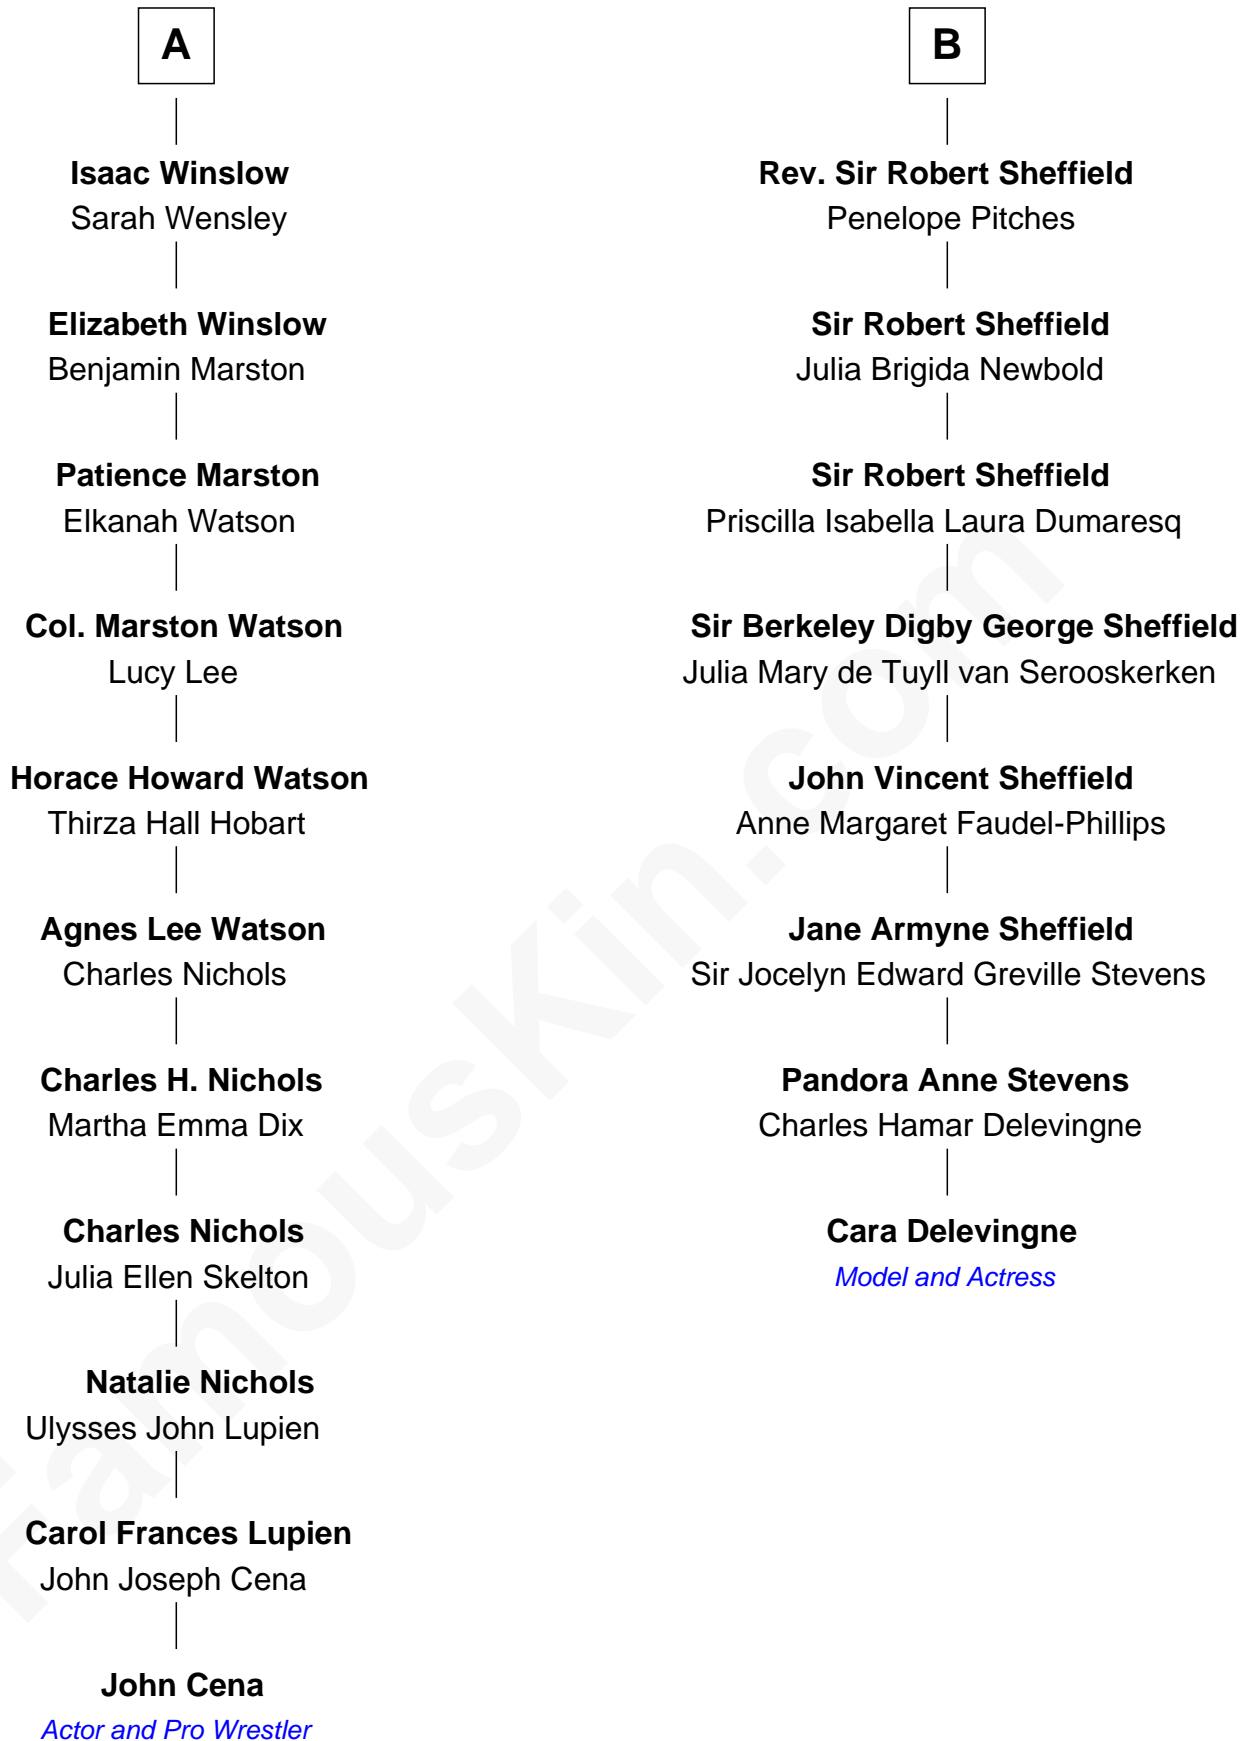 A
Isaac Winslow
Sarah Wensley
Elizabeth Winslow
Benjamin Marston
Patience Marston
Elkanah Watson
Col. Marston Watson
Lucy Lee
Horace Howard Watson
Thirza Hall Hobart
Agnes Lee Watson
Charles Nichols
Charles H. Nichols
Martha Emma Dix
Charles Nichols
Julia Ellen Skelton
Natalie Nichols
Ulysses John Lupien
Carol Frances Lupien
John Joseph Cena
John Cena
Actor and Pro Wrestler
B
Rev. Sir Robert Sheffield
Penelope Pitches
Sir Robert Sheffield
Julia Brigida Newbold
Sir Robert Sheffield
Priscilla Isabella Laura Dumaresq
Sir Berkeley Digby George Sheffield
Julia Mary de Tuyll van Serooskerken
John Vincent Sheffield
Anne Margaret Faudel-Phillips
Jane Armyne Sheffield
Sir Jocelyn Edward Greville Stevens
Pandora Anne Stevens
Charles Hamar Delevingne
Cara Delevingne
Model and Actress
FamousKin.com